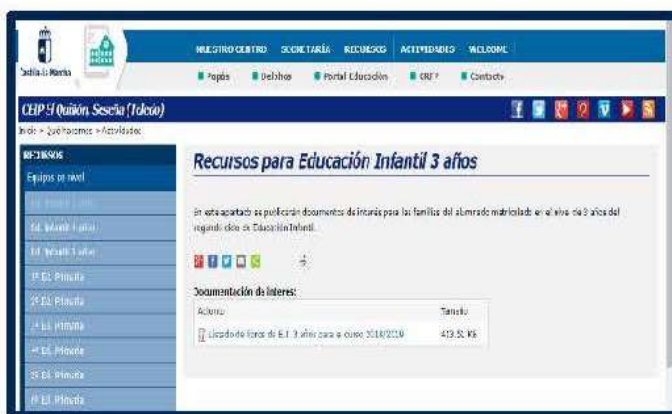 NUESTRO CENTRO SECRETARÍA RECURSOS ACTIVIDADES WELCOME
Castilla-La Mancha
Papás Delphos Portal Educación CRFP Contacto
CEIP El Quiñón, Seseña (Toledo)
Inicio > Qué hacemos > Actividades
RECURSOS
Equipos de nivel
Ed. Infantil 4 años
Ed. Infantil 5 años
1º Ed. Primaria
2º Ed. Primaria
3º Ed. Primaria
4º Ed. Primaria
5º Ed. Primaria
6º Ed. Primaria
Recursos para Educación Infantil 3 años
En este apartado se publicarán documentos de interés para las familias del alumnado matriculado en el nivel de 3 años del
segundo ciclo de Educación Infantil.
Documentación de interes:
Adjunto Tamaño
Listado de libros de E.I. 3 años para el curso 2018/2019 413.51 KB